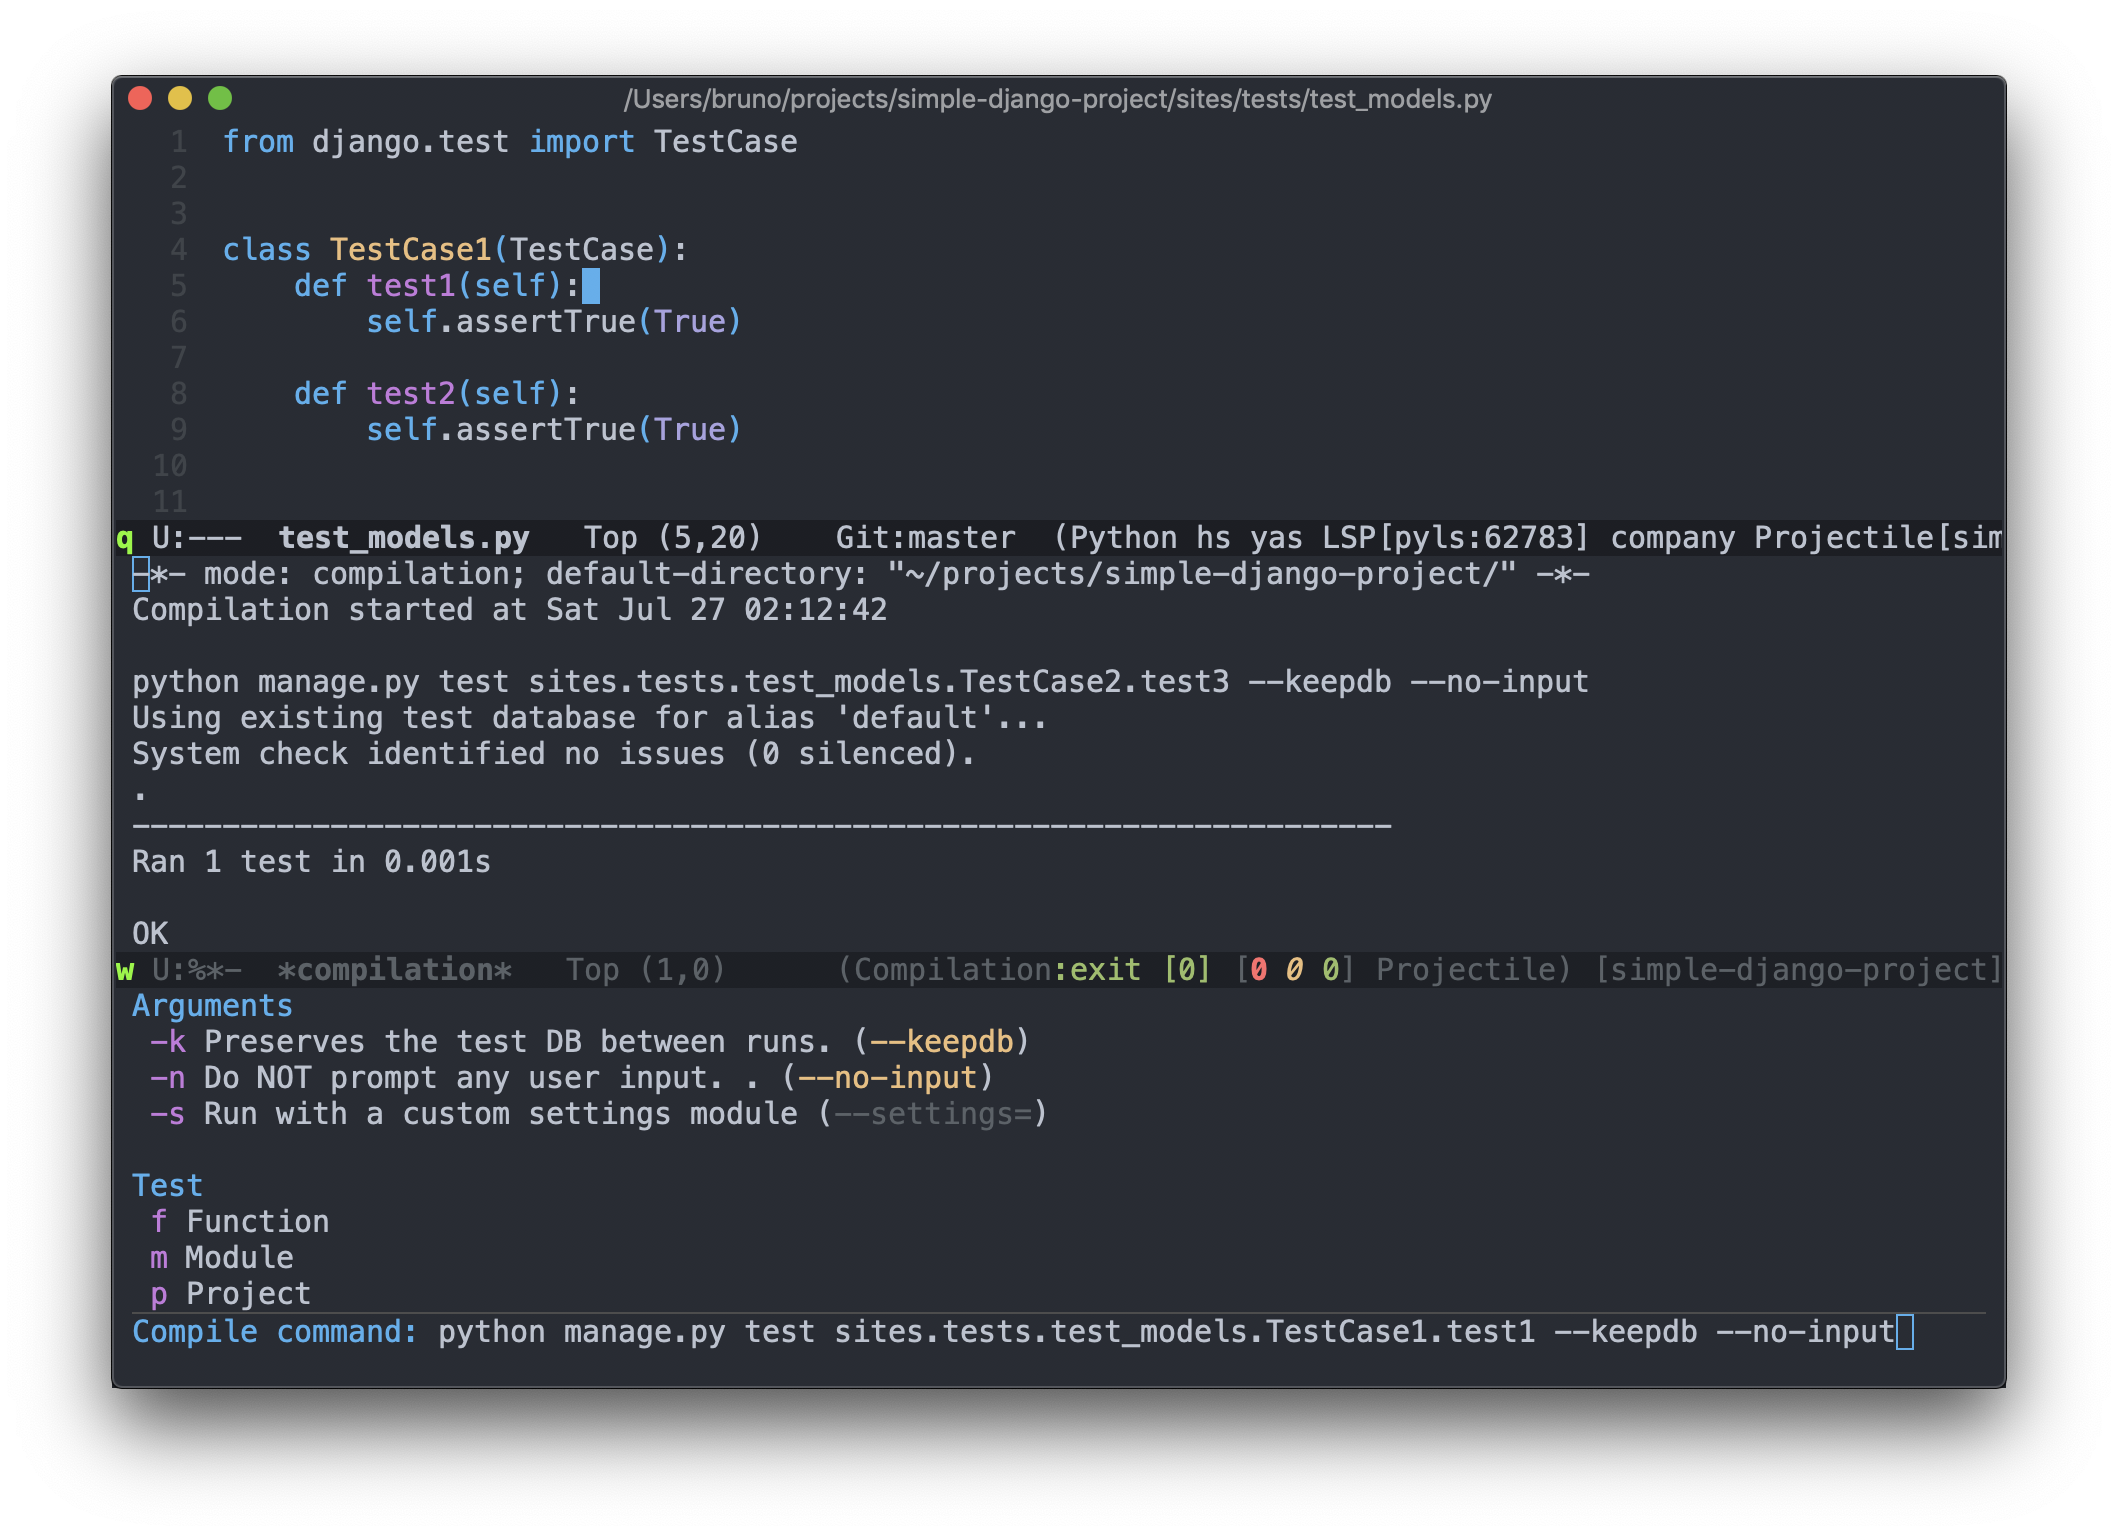 /Users/bruno/projects/simple-django-project/sites/tests/test_models.py
1 from django.test import TestCase
2
3
4 class TestCase1(TestCase):
5     def test1(self):
6         self.assertTrue(True)
7
8     def test2(self):
9         self.assertTrue(True)
10
11
q U:---  test_models.py   Top (5,20)    Git:master  (Python hs yas LSP[pyls:62783] company Projectile[sim
-*- mode: compilation; default-directory: "~/projects/simple-django-project/" -*-
Compilation started at Sat Jul 27 02:12:42
python manage.py test sites.tests.test_models.TestCase2.test3 --keepdb --no-input
Using existing test database for alias 'default'...
System check identified no issues (0 silenced).
.
----------------------------------------------------------------------
Ran 1 test in 0.001s
OK
w U:%*-  *compilation*   Top (1,0)      (Compilation:exit [0] [0 0 0] Projectile) [simple-django-project]
Arguments
-k Preserves the test DB between runs. (--keepdb)
-n Do NOT prompt any user input. . (--no-input)
-s Run with a custom settings module (--settings=)
Test
f Function
m Module
p Project
Compile command: python manage.py test sites.tests.test_models.TestCase1.test1 --keepdb --no-input